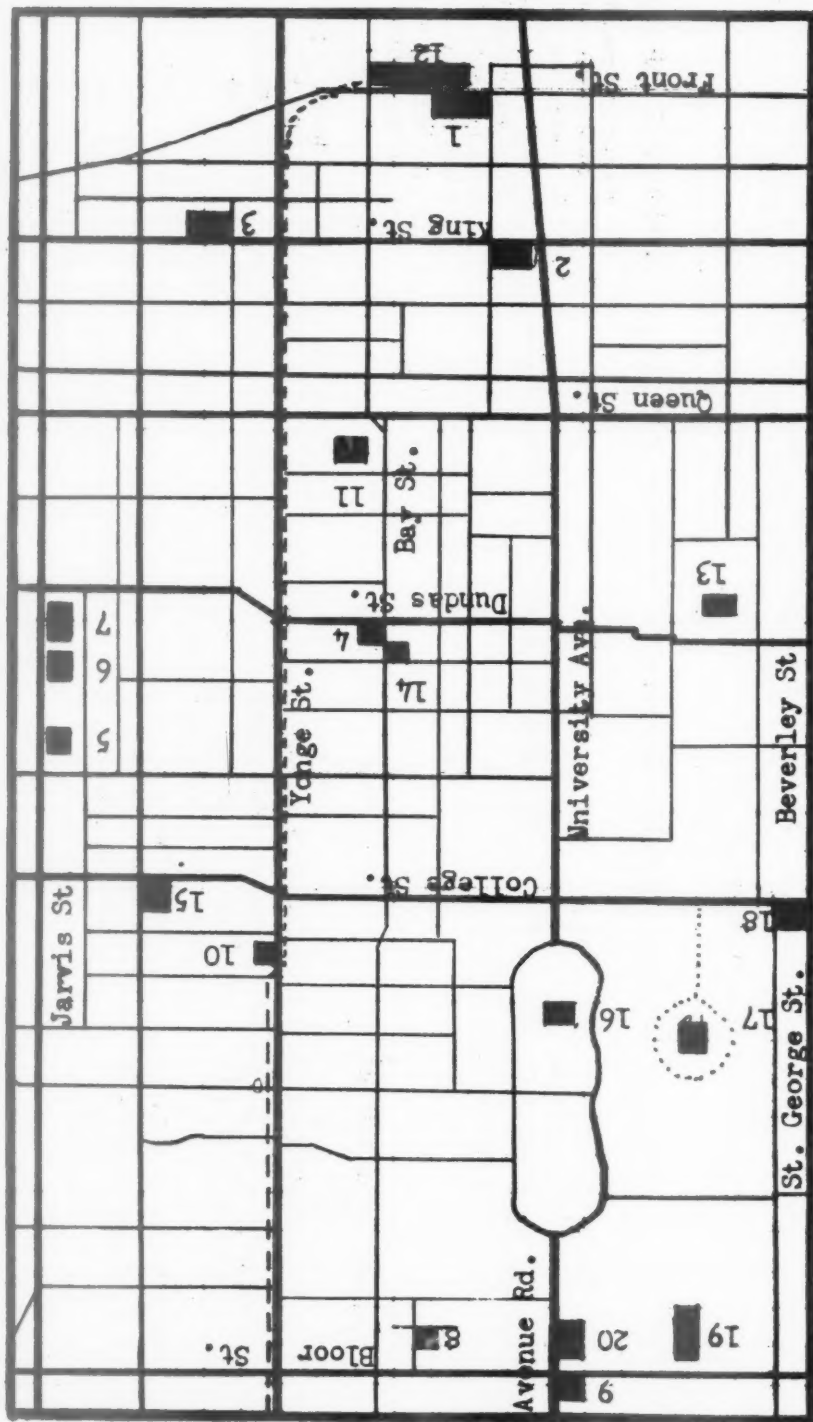 12
Front St.
1
3
King St.
2
Queen St.
11
Bay St.
13
Dundas St.
7
4
6
14
5
Yonge St.
University Ave.
Beverley St
College St.
15
18
10
Jarvis St
16
17
St. George St.
Avenue Rd.
Bloor St.
8
20
19
9